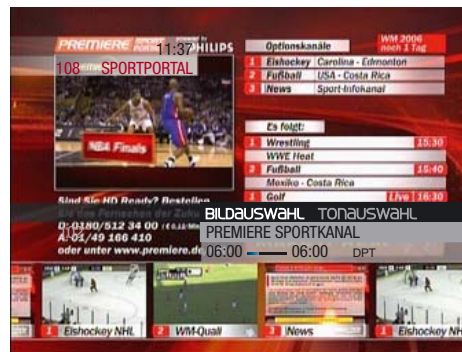 PREMIERE SPORT PORTAL
PHILIPS
11:37
108 SPORTPORTAL
NBA Finals
Sind Sie HD Ready? Bestellen
D: 0180/512 34 00
A: 01/49 166 410
oder unter www.premiere.de
Optionskanäle
WM 2006
noch 1 Tag
1 Eishockey Carolina - Edmonton
2 Fußball USA - Costa Rica
3 News Sport-Infokanal
Es folgt:
1 Wrestling 15:30
WWE Heat
2 Fußball 15:40
Mexiko - Costa Rica
1 Golf Live 16:30
BILDAUSWAHL TONAUSWAHL
PREMIERE SPORTKANAL
06:00 06:00 DPT
1 Eishockey NHL
2 WM-Quali
3 News
1 Eishockey NH